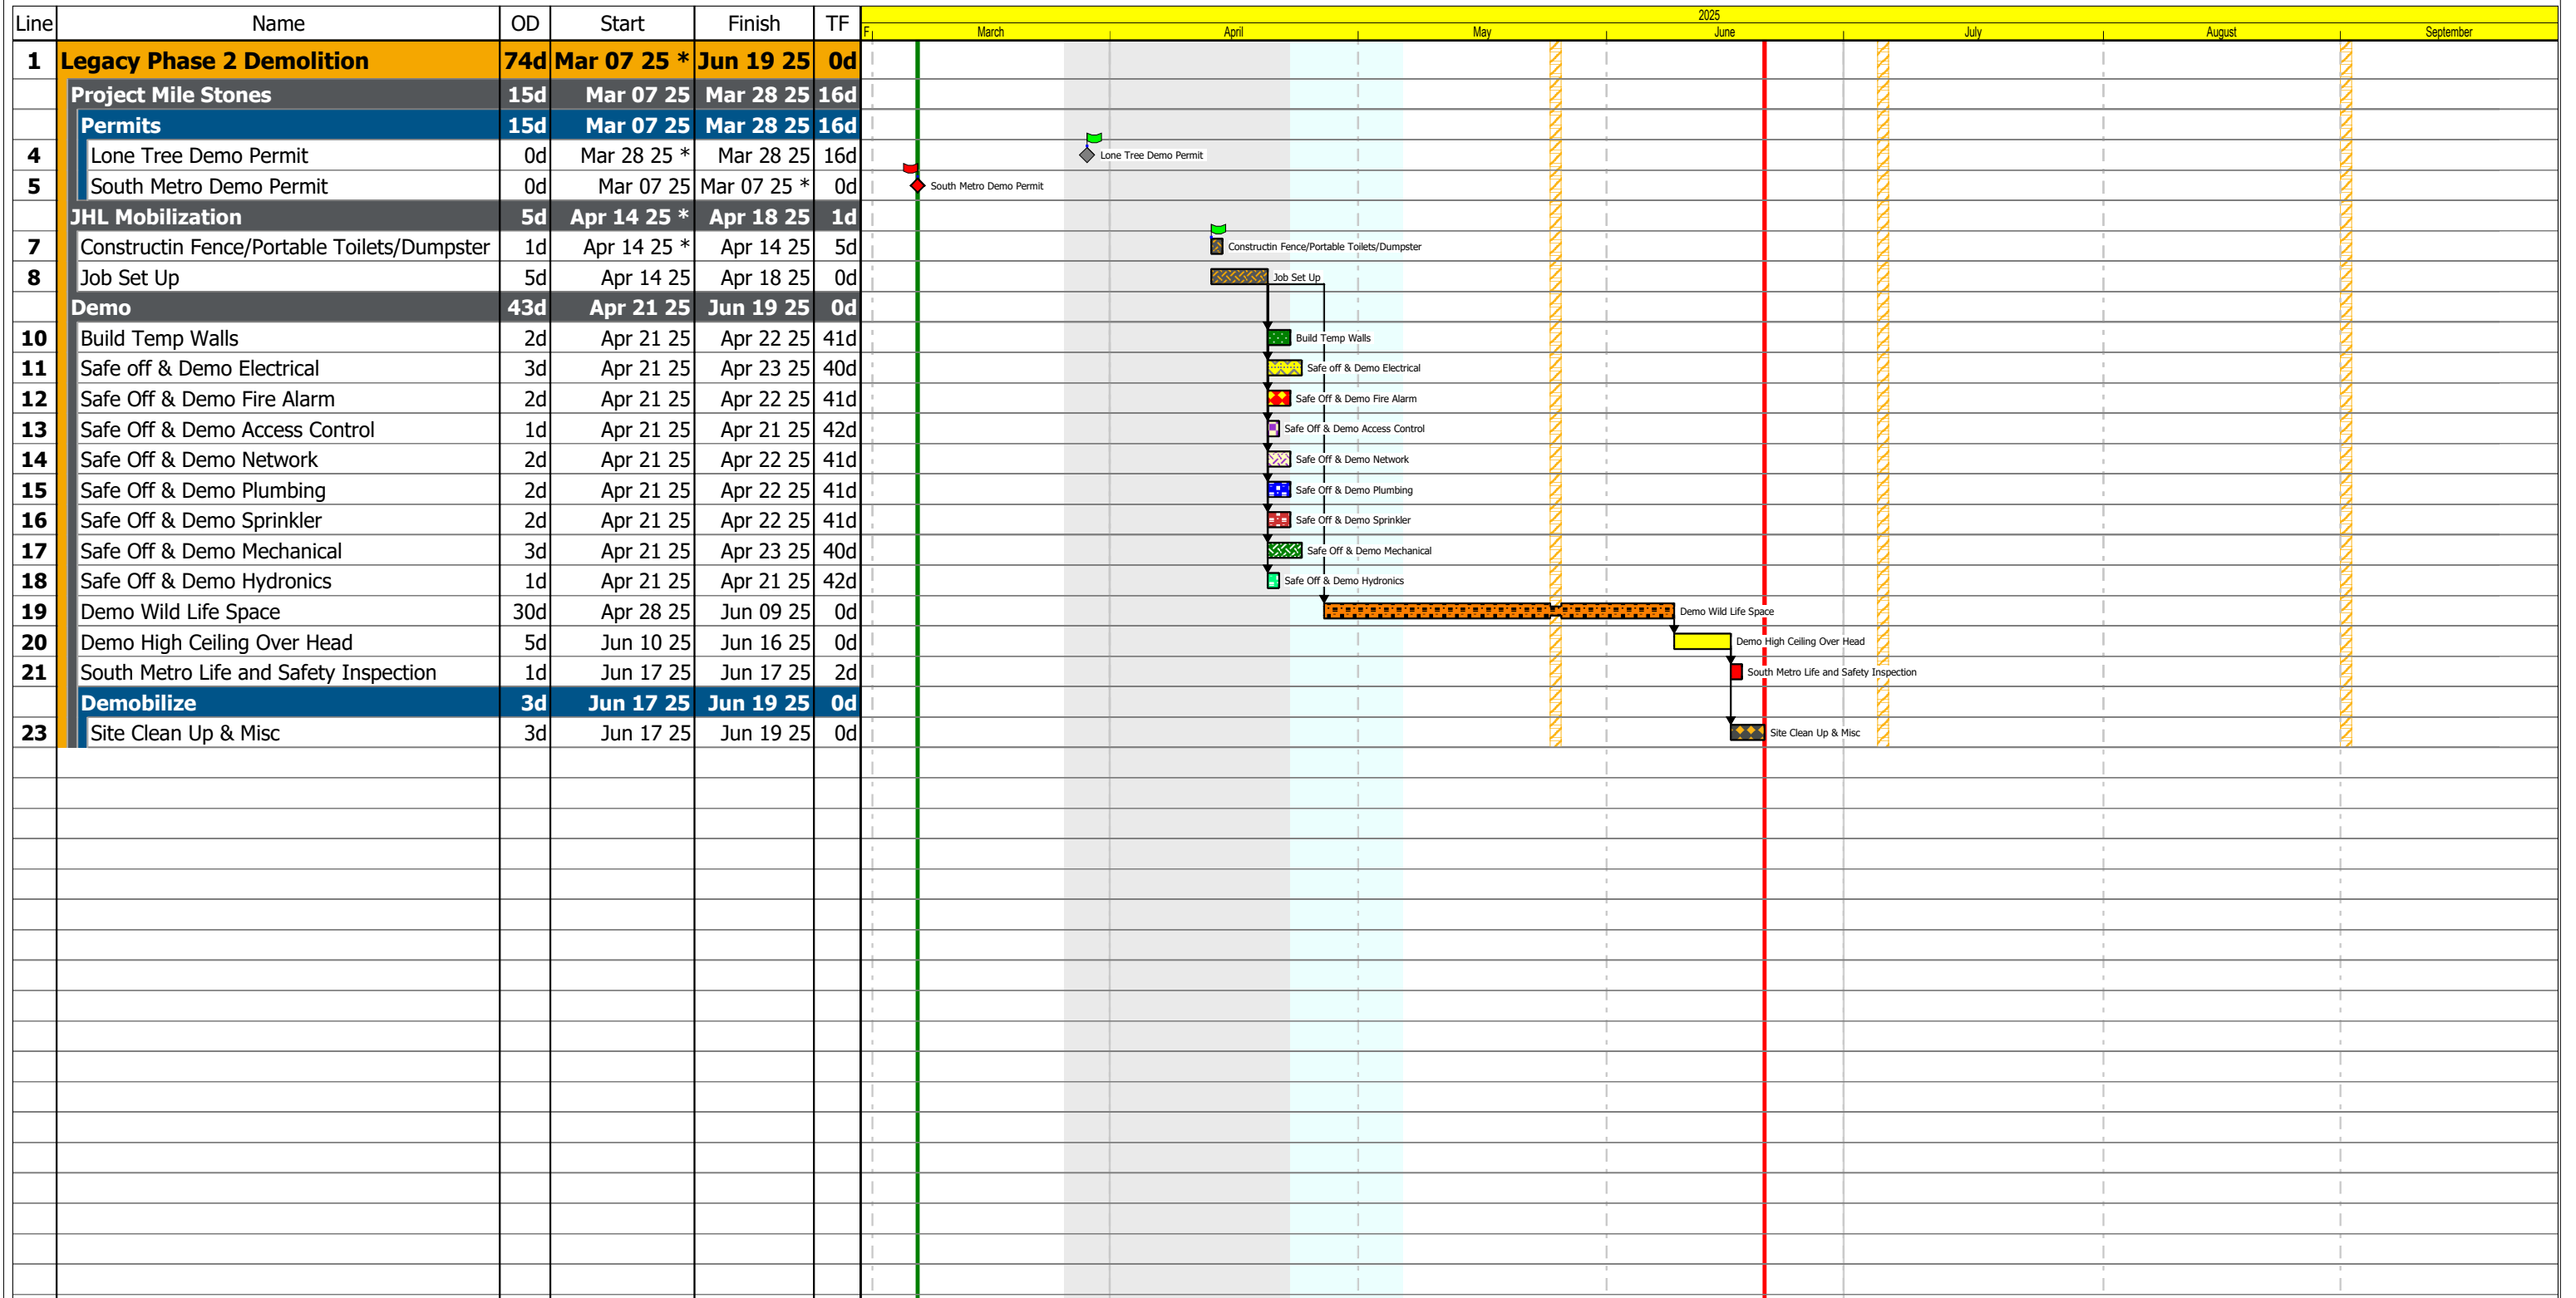 2025
Line Name OD Start Finish TF F March April May June July August September
1 Legacy Phase 2 Demolition 74d Mar 07 25 * Jun 19 25 0d
Project Mile Stones 15d Mar 07 25 Mar 28 25 16d
Permits 15d Mar 07 25 Mar 28 25 16d
4 Lone Tree Demo Permit 0d Mar 28 25 * Mar 28 25 16d Lone Tree Demo Permit
5 South Metro Demo Permit 0d Mar 07 25 Mar 07 25 * 0d South Metro Demo Permit
JHL Mobilization 5d Apr 14 25 * Apr 18 25 1d
7 Constructin Fence/Portable Toilets/Dumpster 1d Apr 14 25 * Apr 14 25 5d Constructin Fence/Portable Toilets/Dumpster
8 Job Set Up 5d Apr 14 25 Apr 18 25 0d Job Set Up
Demo 43d Apr 21 25 Jun 19 25 0d
10 Build Temp Walls 2d Apr 21 25 Apr 22 25 41d Build Temp Walls
11 Safe off & Demo Electrical 3d Apr 21 25 Apr 23 25 40d Safe off & Demo Electrical
12 Safe Off & Demo Fire Alarm 2d Apr 21 25 Apr 22 25 41d Safe Off & Demo Fire Alarm
13 Safe Off & Demo Access Control 1d Apr 21 25 Apr 21 25 42d Safe Off & Demo Access Control
14 Safe Off & Demo Network 2d Apr 21 25 Apr 22 25 41d Safe Off & Demo Network
15 Safe Off & Demo Plumbing 2d Apr 21 25 Apr 22 25 41d Safe Off & Demo Plumbing
16 Safe Off & Demo Sprinkler 2d Apr 21 25 Apr 22 25 41d Safe Off & Demo Sprinkler
17 Safe Off & Demo Mechanical 3d Apr 21 25 Apr 23 25 40d Safe Off & Demo Mechanical
18 Safe Off & Demo Hydronics 1d Apr 21 25 Apr 21 25 42d Safe Off & Demo Hydronics
19 Demo Wild Life Space 30d Apr 28 25 Jun 09 25 0d Demo Wild Life Space
20 Demo High Ceiling Over Head 5d Jun 10 25 Jun 16 25 0d Demo High Ceiling Over Head
21 South Metro Life and Safety Inspection 1d Jun 17 25 Jun 17 25 2d South Metro Life and Safety Inspection
Demobilize 3d Jun 17 25 Jun 19 25 0d
23 Site Clean Up & Misc 3d Jun 17 25 Jun 19 25 0d Site Clean Up & Misc